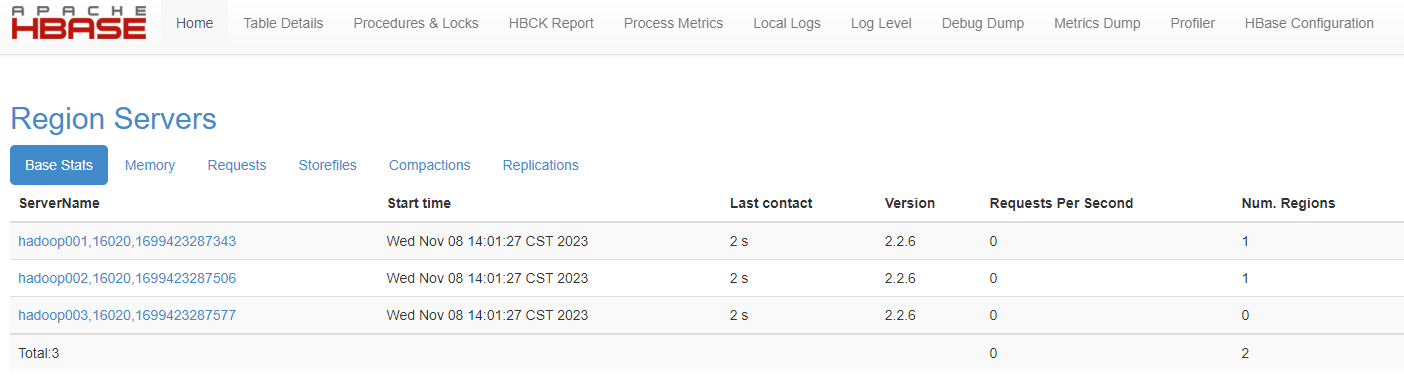 APACHE
HBASE Home Table Details Procedures & Locks HBCK Report Process Metrics Local Logs Log Level Debug Dump Metrics Dump Profiler HBase Configuration
Region Servers
Base Stats Memory Requests Storefiles Compactions Replications
ServerName Start time Last contact Version Requests Per Second Num. Regions
hadoop001,16020,1699423287343 Wed Nov 08 14:01:27 CST 2023 2 s 2.2.6 0 1
hadoop002,16020,1699423287506 Wed Nov 08 14:01:27 CST 2023 2 s 2.2.6 0 1
hadoop003,16020,1699423287577 Wed Nov 08 14:01:27 CST 2023 2 s 2.2.6 0 0
Total:3 0 2